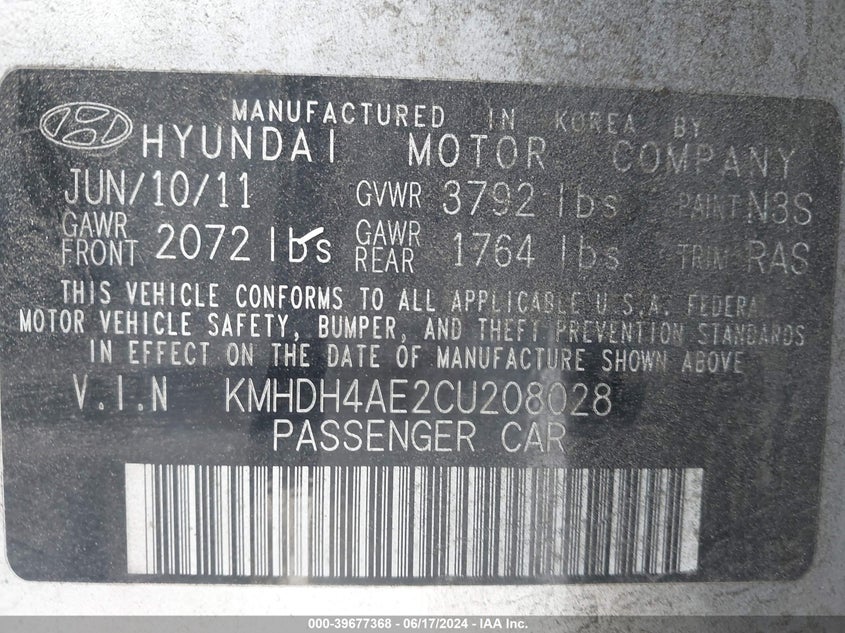 MANUFACTURED IN KOREA BY
HYUNDAI MOTOR COMPANY
JUN/10/11 GVWR 3792 lbs PAINT N3S
GAWR FRONT 2072 lbs GAWR REAR 1764 lbs TRIM RAS
THIS VEHICLE CONFORMS TO ALL APPLICABLE U.S.A. FEDERA
MOTOR VEHICLE SAFETY, BUMPER, AND THEFT PREVENTION STANDARDS
IN EFFECT ON THE DATE OF MANUFACTURE SHOWN ABOVE
V.I.N KMHDH4AE2CU208028
PASSENGER CAR
000-39677368 - 06/17/2024 - IAA Inc.